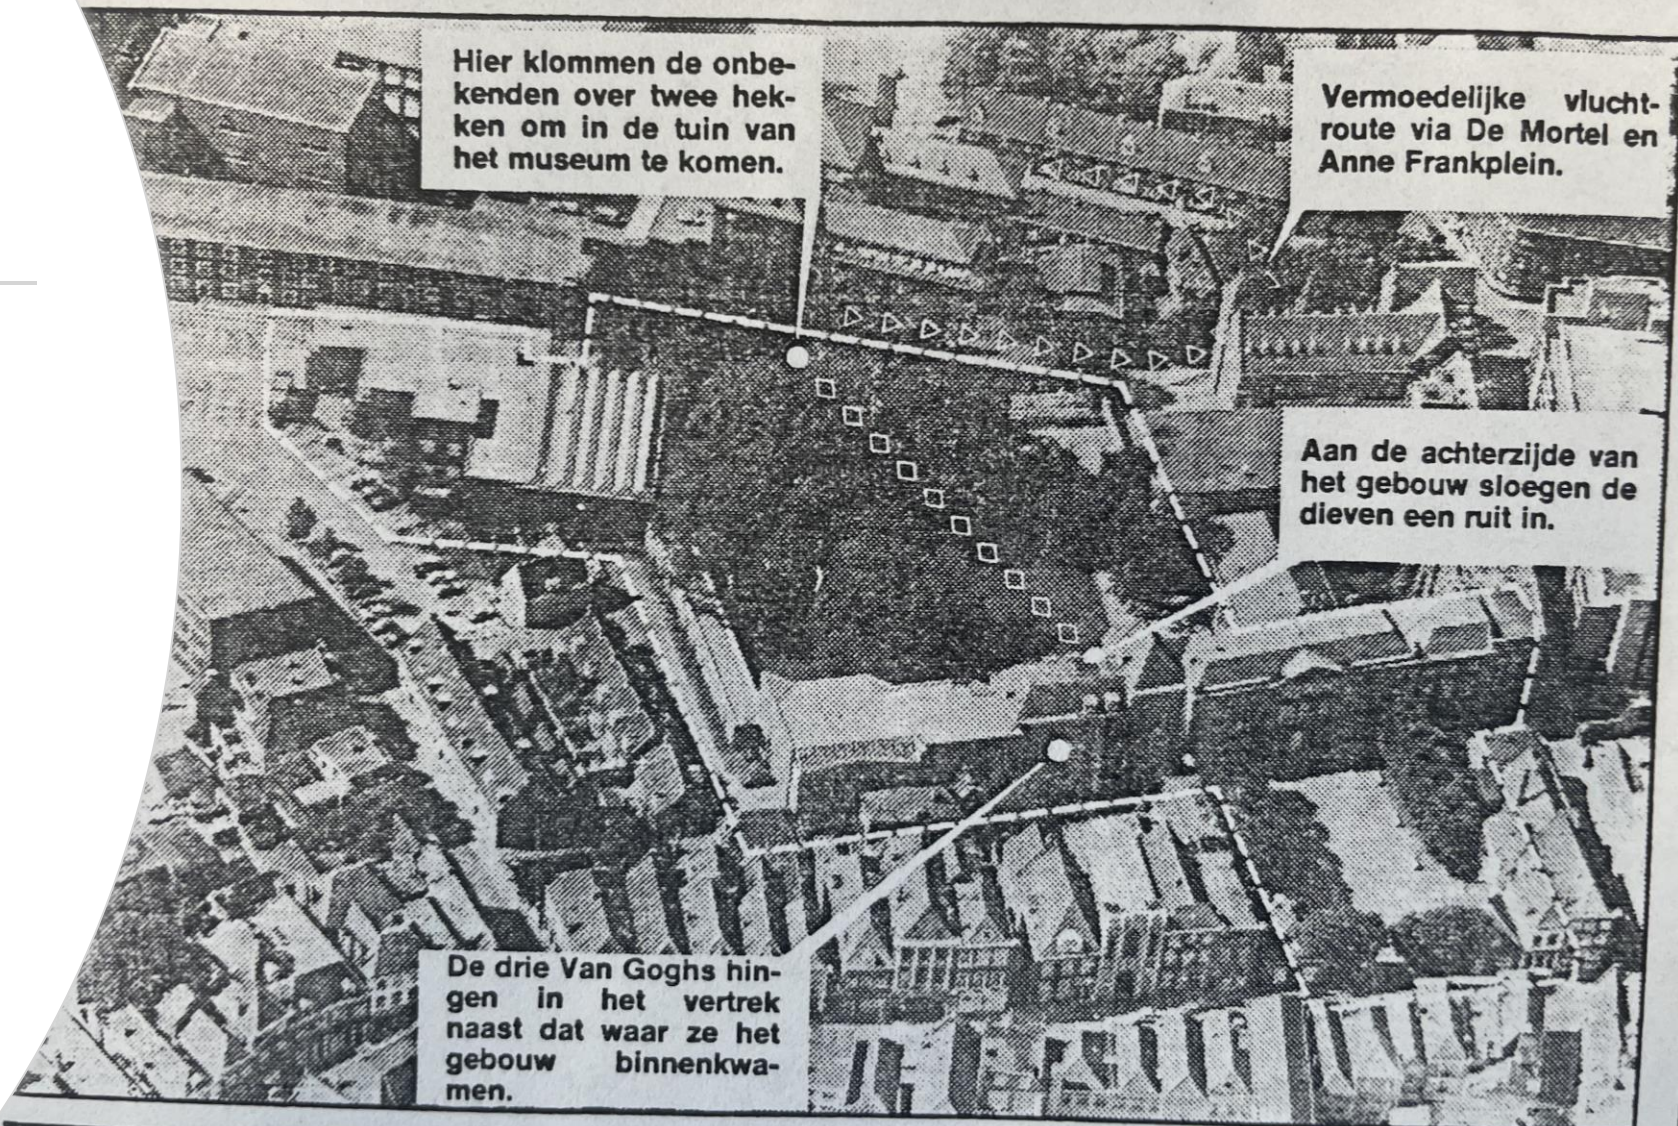 Hier klommen de onbe-
kenden over twee hek-
ken om in de tuin van
het museum te komen.
Vermoedelijke vlucht-
route via De Mortel en
Anne Frankplein.
Aan de achterzijde van
het gebouw sloegen de
dieven een ruit in.
De drie Van Goghs hin-
gen in het vertrek
naast dat waar ze het
gebouw binnenkwa-
men.